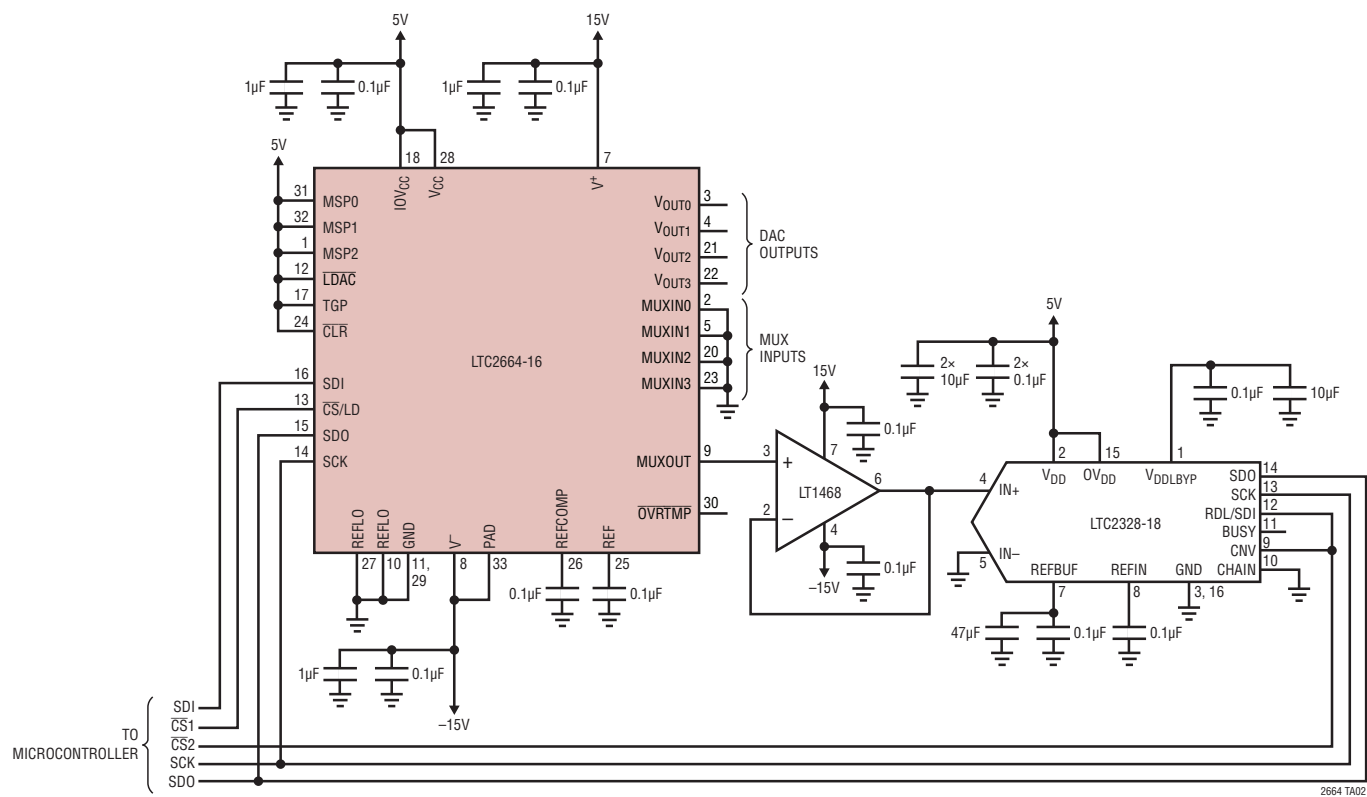 5V
15V
1µF
0.1µF
1µF
0.1µF
5V
18
28
7
IOVCC
VCC
V+
31
MSP0
32
MSP1
1
MSP2
12
LDAC
17
TGP
24
CLR
16
SDI
13
CS/LD
15
SDO
14
SCK
LTC2664-16
VOUT0
3
VOUT1
4
VOUT2
21
VOUT3
22
DAC
OUTPUTS
MUXIN0
2
MUXIN1
5
MUXIN2
20
MUXIN3
23
MUX
INPUTS
MUXOUT
9
OVRTMP
30
REFLO
REFLO
GND
V–
PAD
REFCOMP
REF
27
10
11,
29
8
33
26
25
0.1µF
0.1µF
1µF
0.1µF
–15V
15V
0.1µF
3
+
7
LT1468
6
2
–
4
0.1µF
–15V
5V
2×
10µF
2×
0.1µF
0.1µF
10µF
2
15
1
VDD
OVDD
VDDLBYP
4
IN+
5
IN–
LTC2328-18
SDO
14
SCK
13
RDL/SDI
12
BUSY
11
CNV
9
CHAIN
10
REFBUF
REFIN
GND
7
8
3, 16
47µF
0.1µF
0.1µF
TO
MICROCONTROLLER
SDI
CS1
CS2
SCK
SDO
2664 TA02